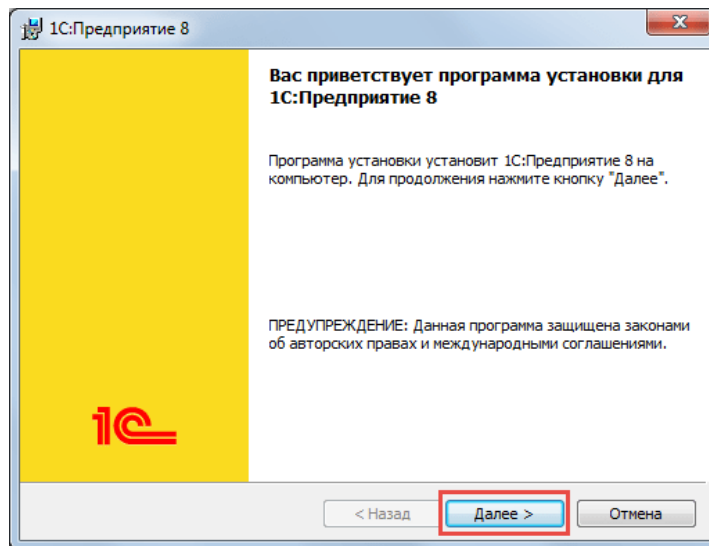 1С:Предприятие 8
Вас приветствует программа установки для
1С:Предприятие 8
Программа установки установит 1С:Предприятие 8 на
компьютер. Для продолжения нажмите кнопку "Далее".
ПРЕДУПРЕЖДЕНИЕ: Данная программа защищена законами
об авторских правах и международными соглашениями.
1С
< Назад
Далее >
Отмена